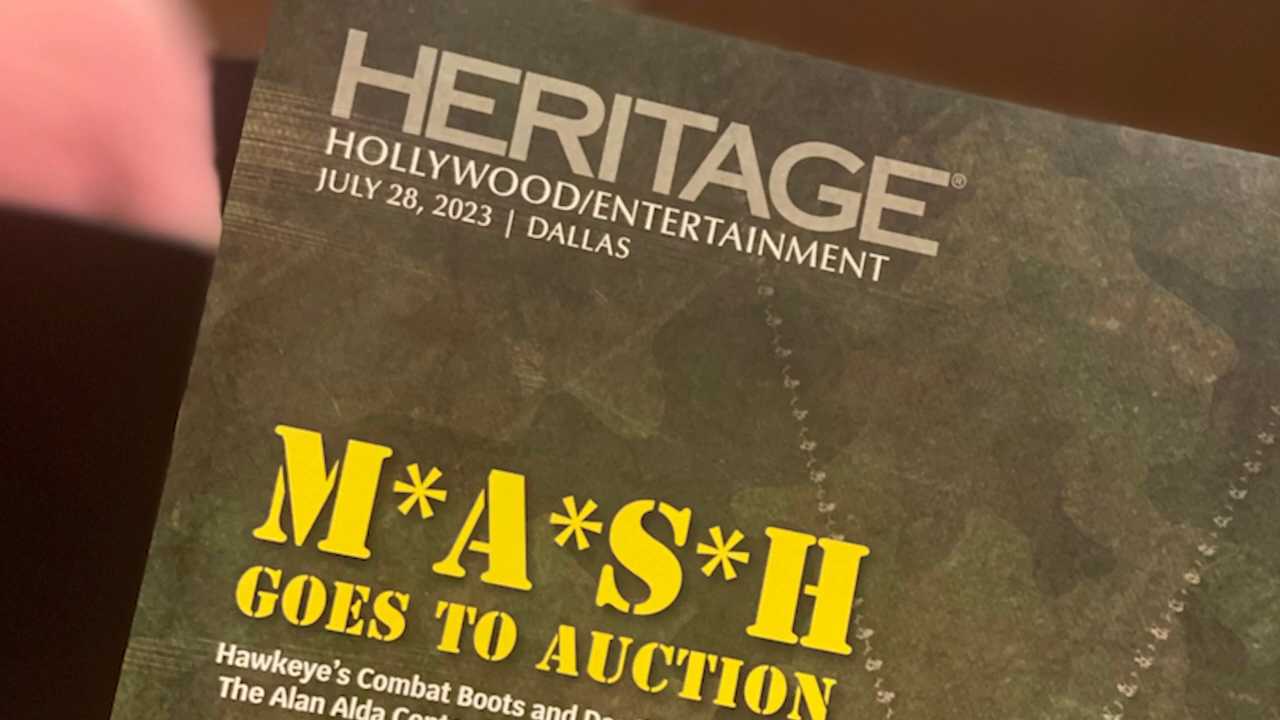 HERITAGE®
HOLLYWOOD/ENTERTAINMENT
JULY 28, 2023 | DALLAS
M*A*S*H
GOES TO AUCTION
Hawkeye's Combat Boots and
The Alan Alda